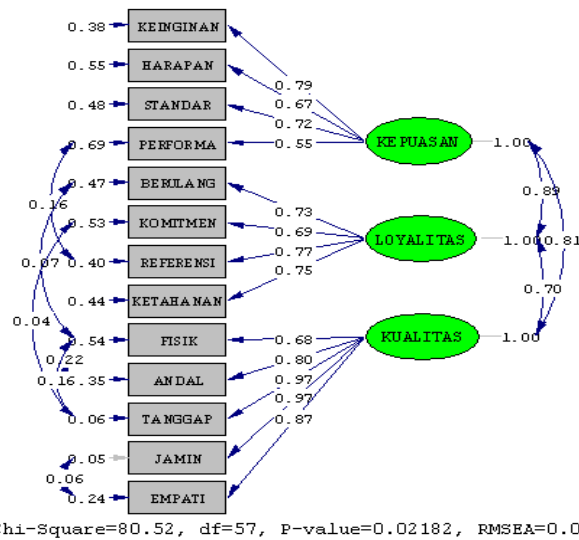 0.38 KEINGINAN
0.55 HARAPAN 0.79
0.48 STANDAR 0.67
0.72
0.69 PERFORMA 0.55 KEPUASAN 1.00
0.47 BERULANG 0.89
0.16
0.53 KOMITMEN 0.73
0.69 LOYALITAS 1.00 0.81
0.07 0.40 REFERENSI 0.77
0.75
0.44 KETAHANAN 0.70
0.04
0.54 FISIK 0.68 KUALITAS 1.00
0.22
0.16 .35 ANDAL 0.80
0.97
0.06 TANGGAP 0.97
0.87
0.05 JAMIN
0.06
0.24 EMPATI
hi-Square=80.52, df=57, P-value=0.02182, RMSEA=0.0